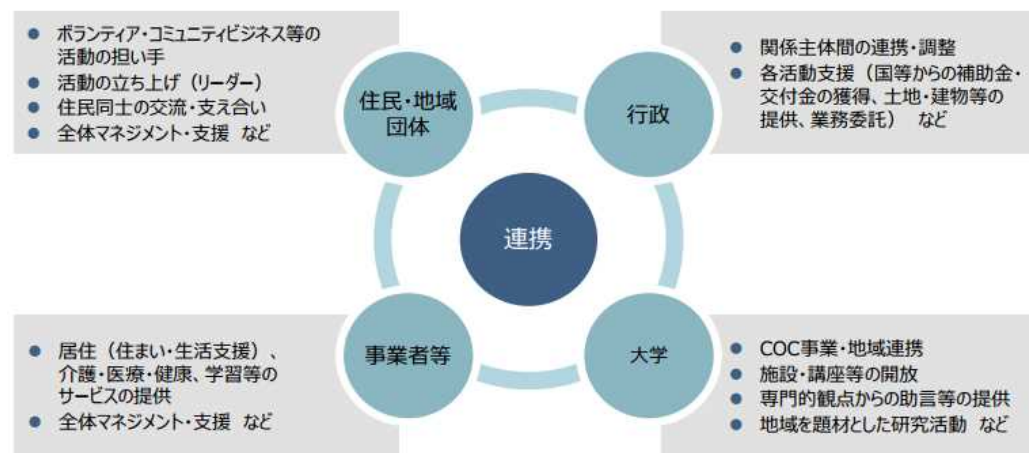 ● ボランティア・コミュニティビジネス等の
活動の担い手
● 活動の立ち上げ（リーダー）
● 住民同士の交流・支え合い
● 全体マネジメント・支援 など
住民・地域
団体
行政
● 関係主体間の連携・調整
● 各活動支援（国等からの補助金・
交付金の獲得、土地・建物等の
提供、業務委託） など
連携
● 居住（住まい・生活支援）、
介護・医療・健康、学習等の
サービスの提供
● 全体マネジメント・支援 など
事業者等
大学
● COC事業・地域連携
● 施設・講座等の開放
● 専門的観点からの助言等の提供
● 地域を題材とした研究活動 など